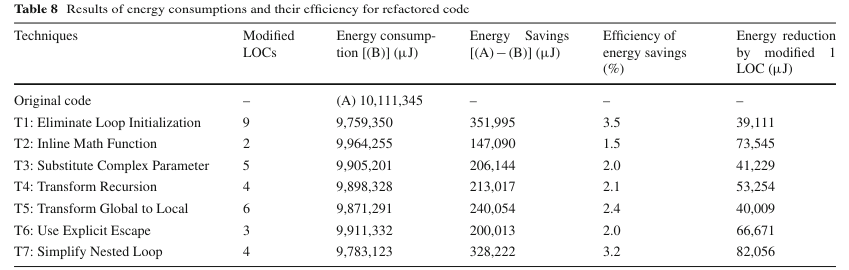 Table 8 Results of energy consumptions and their efficiency for refactored code
Techniques Modified LOCs Energy consump-tion [(B)] (μJ) Energy Savings [(A) − (B)] (μJ) Efficiency of energy savings (%) Energy reduction by modified 1 LOC (μJ)
Original code – (A) 10,111,345 – – –
T1: Eliminate Loop Initialization 9 9,759,350 351,995 3.5 39,111
T2: Inline Math Function 2 9,964,255 147,090 1.5 73,545
T3: Substitute Complex Parameter 5 9,905,201 206,144 2.0 41,229
T4: Transform Recursion 4 9,898,328 213,017 2.1 53,254
T5: Transform Global to Local 6 9,871,291 240,054 2.4 40,009
T6: Use Explicit Escape 3 9,911,332 200,013 2.0 66,671
T7: Simplify Nested Loop 4 9,783,123 328,222 3.2 82,056